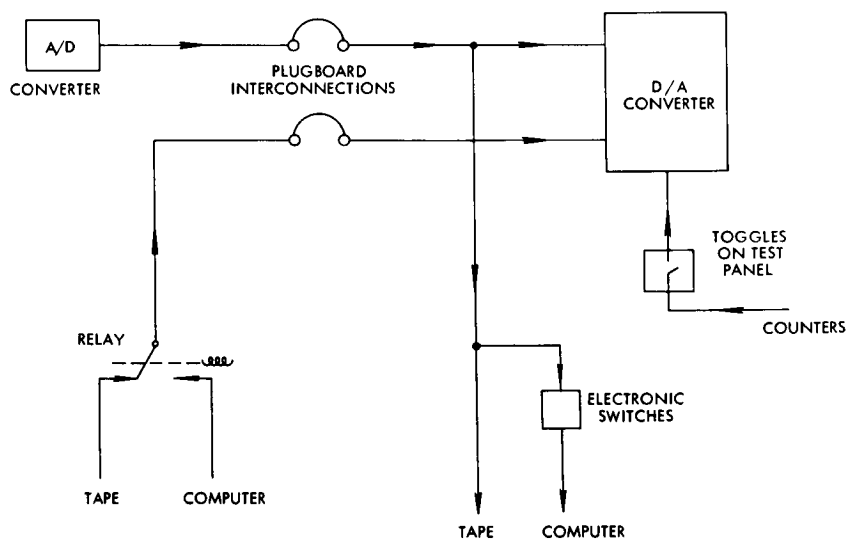 A/D
CONVERTER
PLUGBOARD
INTERCONNECTIONS
D/A
CONVERTER
TOGGLES
ON TEST
PANEL
COUNTERS
RELAY
ELECTRONIC
SWITCHES
TAPE
COMPUTER
TAPE
COMPUTER